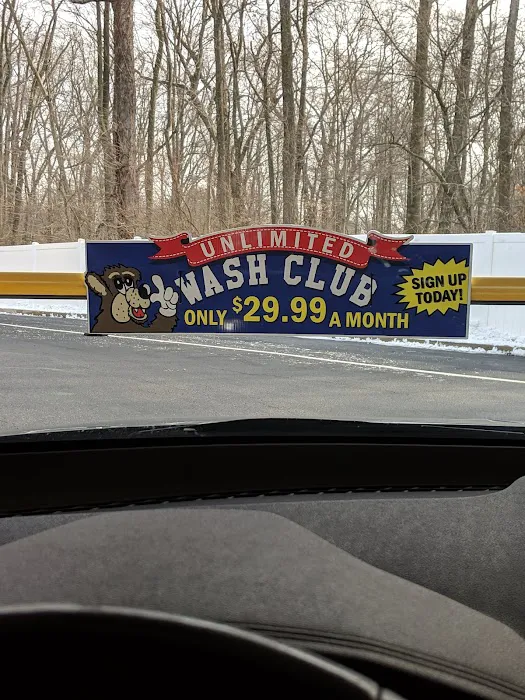 UNLIMITED
WASH CLUB
ONLY $29.99 A MONTH
SIGN UP
TODAY!